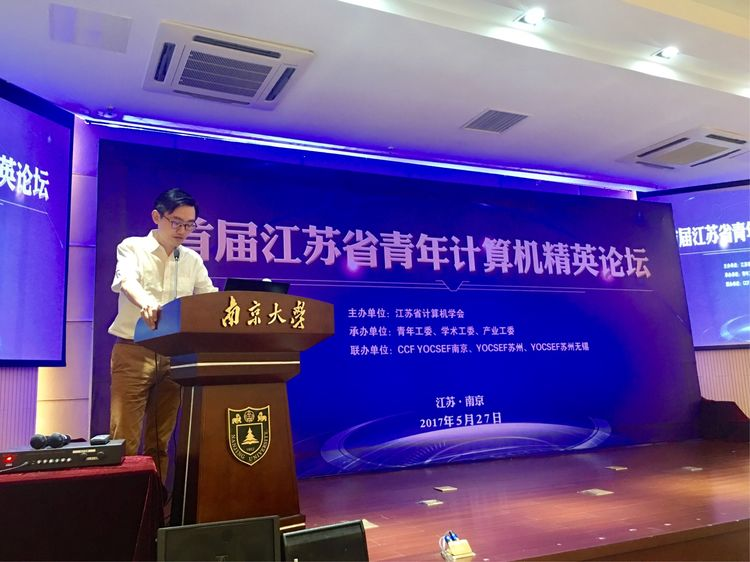 英论坛
首届江苏省青年计算机精英论坛
主办单位：江苏省计算机学会
承办单位：青年工委、学术工委、产业工委
联办单位：CCF YOCSEF南京、YOCSEF苏州、YOCSEF苏州无锡
江苏·南京
2017年5月27日
届江苏省青年
南京大学
NANJING UNIVERSITY